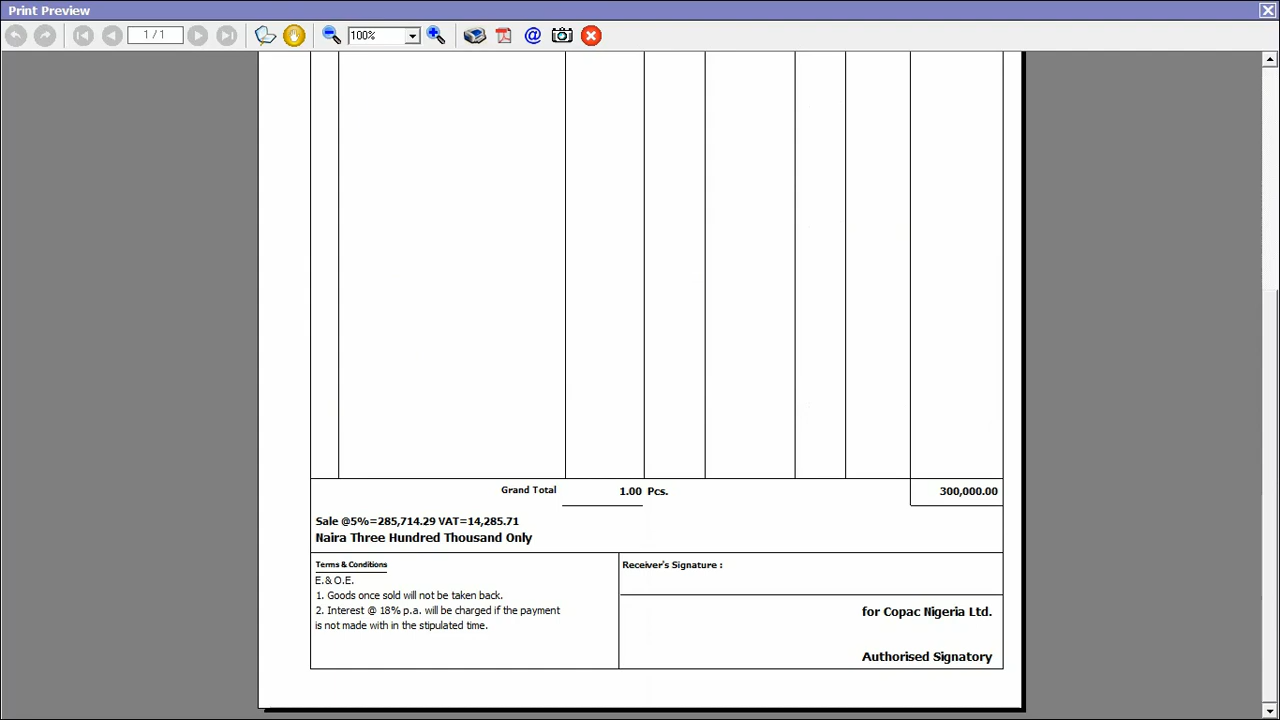 Print Preview
1 / 1
100%
Grand Total 1.00 Pcs. 300,000.00
Sale @5%=285,714.29 VAT=14,285.71
Naira Three Hundred Thousand Only
Terms & Conditions
E.& O.E.
1. Goods once sold will not be taken back.
2. Interest @ 18% p.a. will be charged if the payment
is not made with in the stipulated time.
Receiver's Signature :
for Copac Nigeria Ltd.
Authorised Signatory